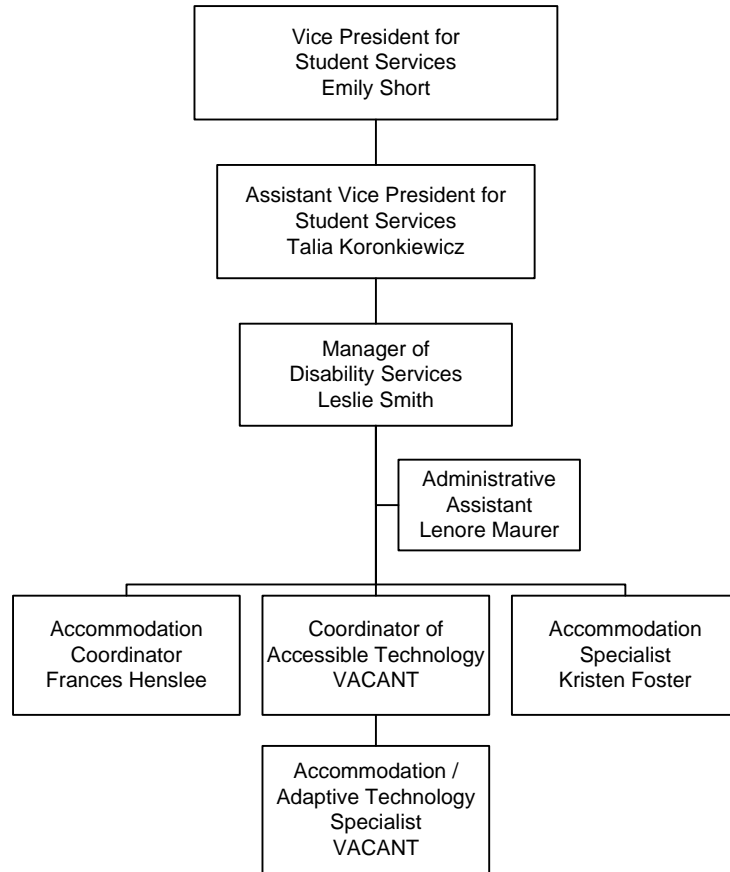 Vice President for
Student Services
Emily Short
Assistant Vice President for
Student Services
Talia Koronkiewicz
Manager of
Disability Services
Leslie Smith
Administrative
Assistant
Lenore Maurer
Accommodation
Coordinator
Frances Henslee
Coordinator of
Accessible Technology
VACANT
Accommodation
Specialist
Kristen Foster
Accommodation /
Adaptive Technology
Specialist
VACANT